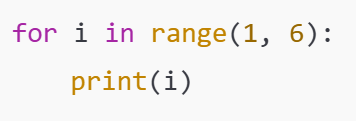 for i in range(1, 6):
    print(i)